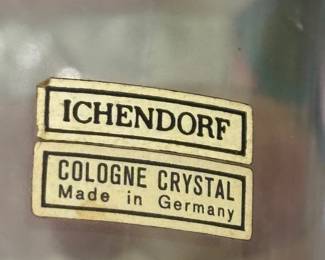 ICHENDORF
COLOGNE CRYSTAL
Made in Germany